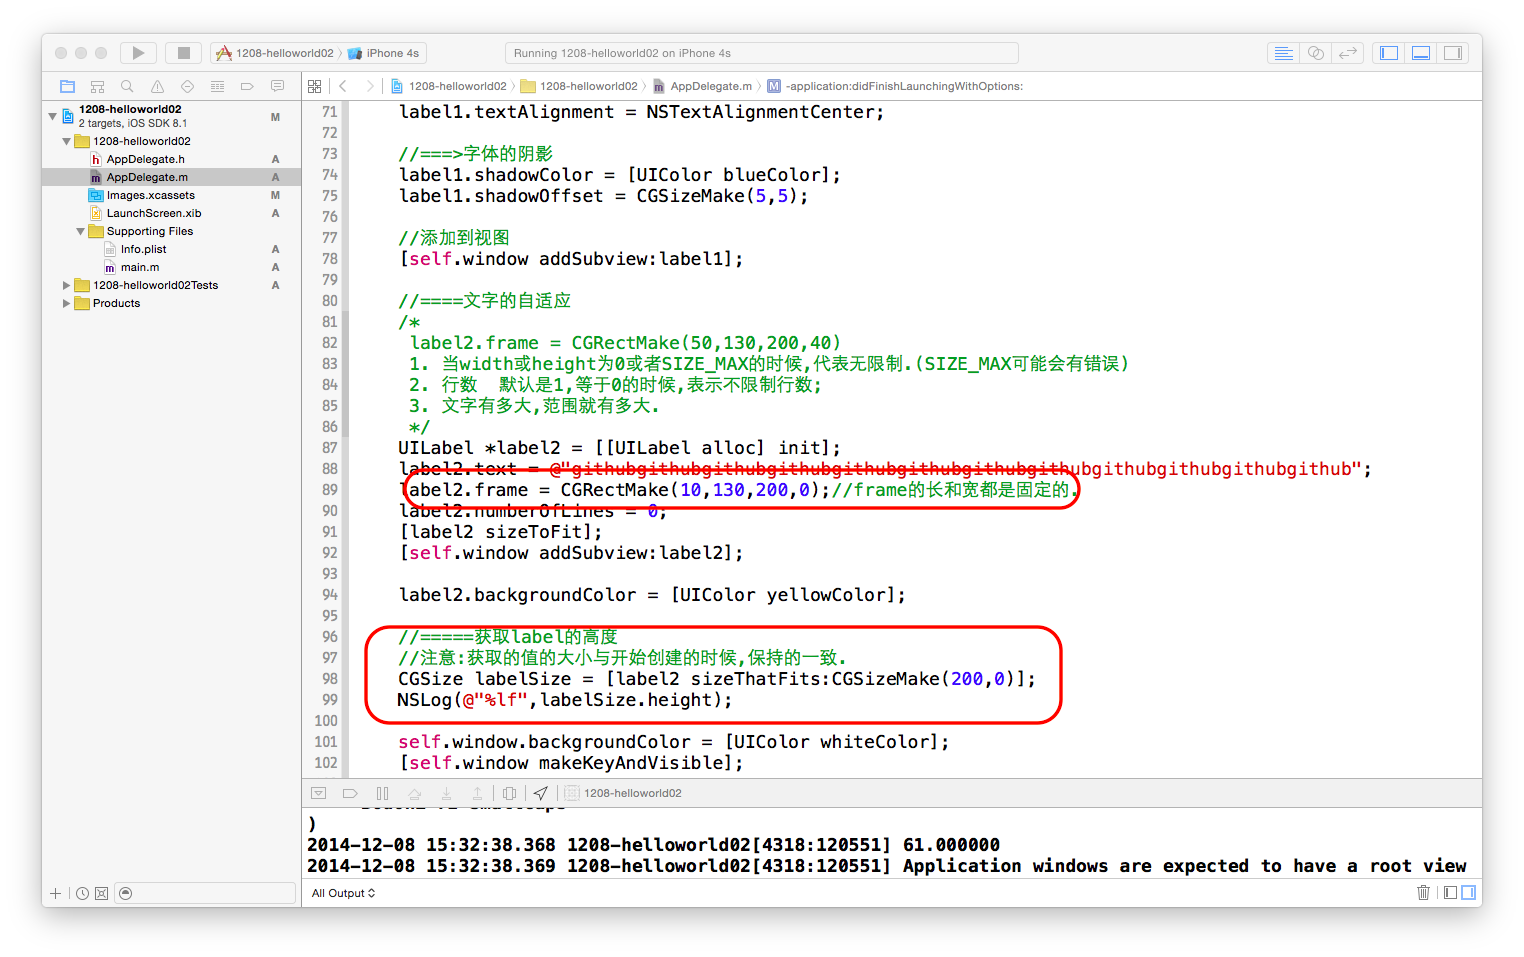 1208-helloworld02 〉 iPhone 4s
Running 1208-helloworld02 on iPhone 4s
1208-helloworld02 〉 1208-helloworld02 〉 AppDelegate.m 〉 M -application:didFinishLaunchingWithOptions:
1208-helloworld02
2 targets, iOS SDK 8.1 M
1208-helloworld02
h AppDelegate.h A
m AppDelegate.m A
Images.xcassets M
LaunchScreen.xib A
Supporting Files
Info.plist A
m main.m A
1208-helloworld02Tests A
Products
71 label1.textAlignment = NSTextAlignmentCenter;
72
73 //===>字体的阴影
74 label1.shadowColor = [UIColor blueColor];
75 label1.shadowOffset = CGSizeMake(5,5);
76
77 //添加到视图
78 [self.window addSubview:label1];
79
80 //====文字的自适应
81 /*
82 label2.frame = CGRectMake(50,130,200,40)
83 1. 当width或height为0或者SIZE_MAX的时候,代表无限制.(SIZE_MAX可能会有错误)
84 2. 行数 默认是1,等于0的时候,表示不限制行数;
85 3. 文字有多大,范围就有多大.
86 */
87 UILabel *label2 = [[UILabel alloc] init];
88 label2.text = @"githubgithubgithubgithubgithubgithubgithubgithubgithubgithubgithubgithub";
89 label2.frame = CGRectMake(10,130,200,0);//frame的长和宽都是固定的.
90 label2.numberOfLines = 0;
91 [label2 sizeToFit];
92 [self.window addSubview:label2];
93
94 label2.backgroundColor = [UIColor yellowColor];
95
96 //=====获取label的高度
97 //注意:获取的值的大小与开始创建的时候,保持的一致.
98 CGSize labelSize = [label2 sizeThatFits:CGSizeMake(200,0)];
99 NSLog(@"%lf",labelSize.height);
100
101 self.window.backgroundColor = [UIColor whiteColor];
102 [self.window makeKeyAndVisible];
1208-helloworld02
)
2014-12-08 15:32:38.368 1208-helloworld02[4318:120551] 61.000000
2014-12-08 15:32:38.369 1208-helloworld02[4318:120551] Application windows are expected to have a root view
All Output